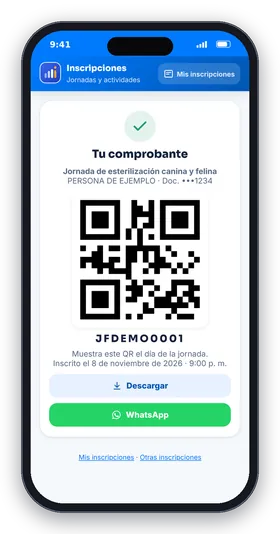 9:41
Inscripciones
Jornadas y actividades
Mis inscripciones
Tu comprobante
Jornada de esterilización canina y felina
PERSONA DE EJEMPLO · Doc. •••1234
JFDEMO0001
Muestra este QR el día de la jornada.
Inscrito el 8 de noviembre de 2026 · 9:00 p. m.
Descargar
WhatsApp
Mis inscripciones · Otras inscripciones